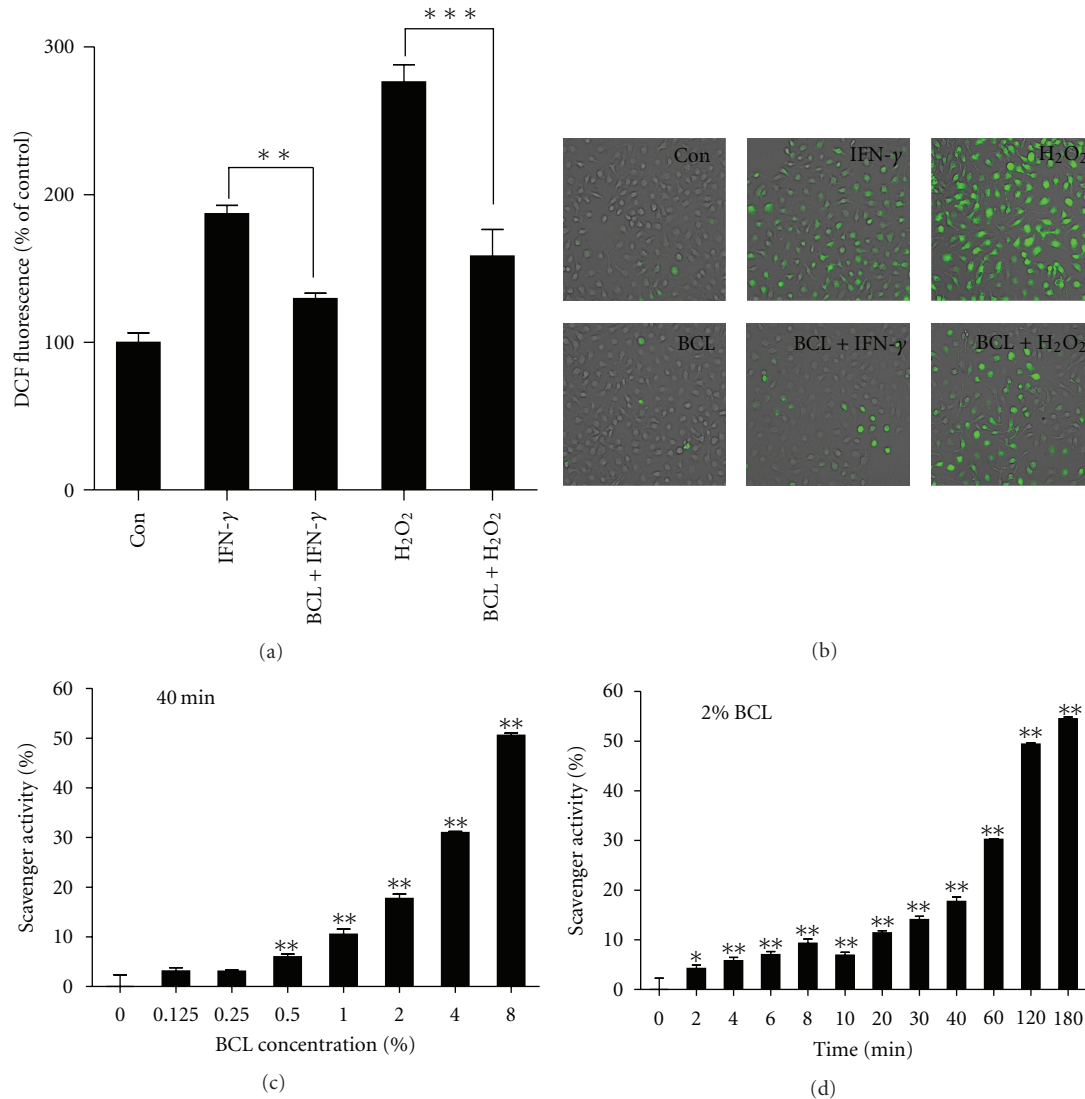 300
200
100
0
DCF fluorescence (% of control)
**
***
Con
IFN-γ
BCL + IFN-γ
H₂O₂
BCL + H₂O₂
(a)
Con
IFN-γ
H₂O₂
BCL
BCL + IFN-γ
BCL + H₂O₂
(b)
60
50
40
30
20
10
0
Scavenger activity (%)
40 min
**
**
**
**
**
0 0.125 0.25 0.5 1 2 4 8
BCL concentration (%)
(c)
60
50
40
30
20
10
0
Scavenger activity (%)
2% BCL
*
**
**
**
**
**
**
**
**
**
**
0 2 4 6 8 10 20 30 40 60 120 180
Time (min)
(d)